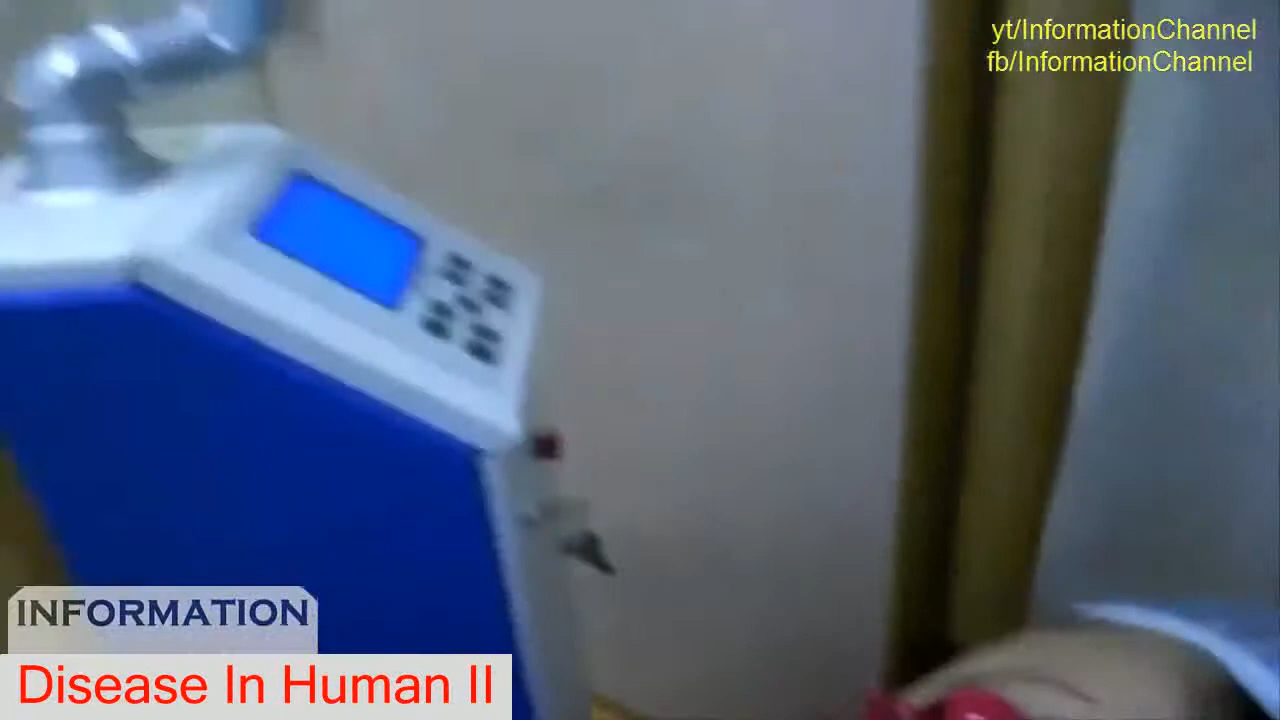 yt/InformationChannel
fb/InformationChannel
INFORMATION
Disease In Human II